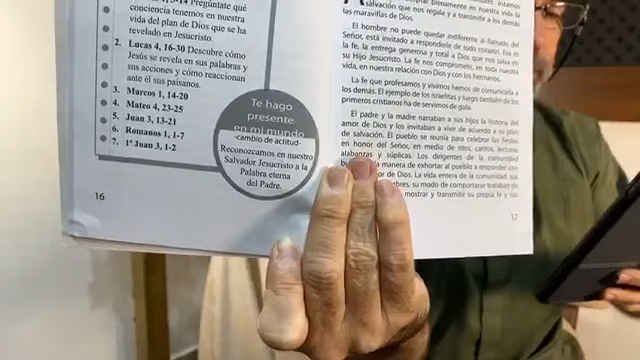 Pregúntate qué
conciencia tenemos en nuestra
vida del plan de Dios que se ha
revelado en Jesucristo.
2. Lucas 4, 16-30 Descubre cómo
Jesús se revela en sus palabras y
sus acciones y cómo reaccionan
ante él sus paisanos.
3. Marcos 1, 14-20
4. Mateo 4, 23-25
5. Juan 3, 13-21
6. Romanos 1, 1-7
7. 1ª Juan 3, 1-2
Te hago
presente
en mi mundo
-cambio de actitud-
Reconozcamos en nuestro
Salvador Jesucristo a la
Palabra eterna
del Padre.
16
plenamente en nuestra vida la
salvación que nos regala y a transmitir a los demás
las maravillas de Dios.
El hombre no puede quedar indiferente al llamado del
Señor, está invitado a responderle de todo corazón. Esa es
la fe, la entrega generosa y total a Dios que nos salva en
su Hijo Jesucristo. La fe nos compromete, en toda nuestra
vida, en nuestra relación con Dios y con los hermanos.
La fe que profesamos y vivimos hemos de comunicarla a
los demás. El ejemplo de los israelitas y luego también de los
primeros cristianos ha de servirnos de guía.
El padre y la madre narraban a sus hijos la historia del
amor de Dios y los invitaban a vivir de acuerdo a su plan
de salvación. El pueblo se reunía para celebrar las fiestas
en honor del Señor, en medio de ritos, cantos, lecturas
alabanzas y súplicas. Los dirigentes de la comunidad
manera de exhortar al pueblo a responder con
de Dios. La vida entera de la comunidad, sus
su modo de comportarse trataban de
mostrar y transmitir su propia fe y sus
17